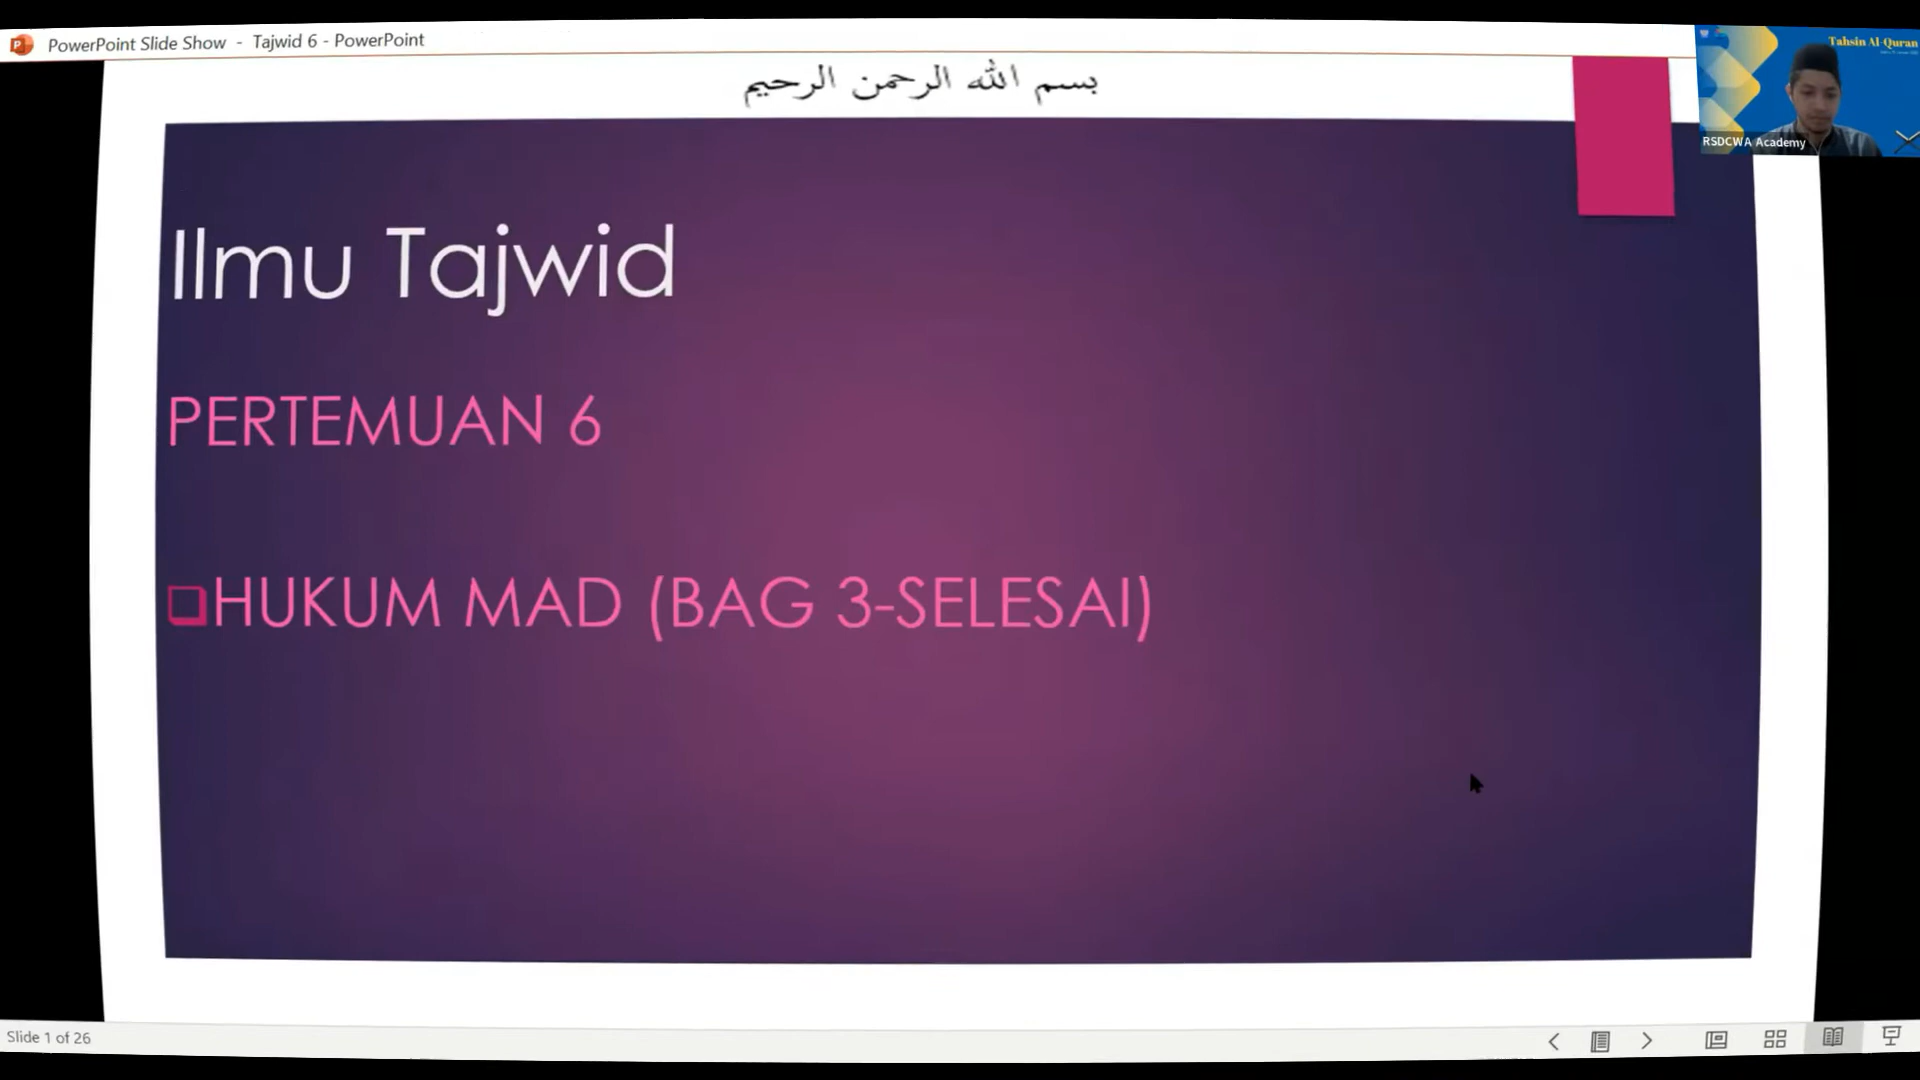 PowerPoint Slide Show - Tajwid 6 - PowerPoint
بسم الله الرحمن الرحيم
Tahsin Al-Quran
RSDCWA Academy
Ilmu Tajwid
PERTEMUAN 6
HUKUM MAD (BAG 3-SELESAI)
Slide 1 of 26